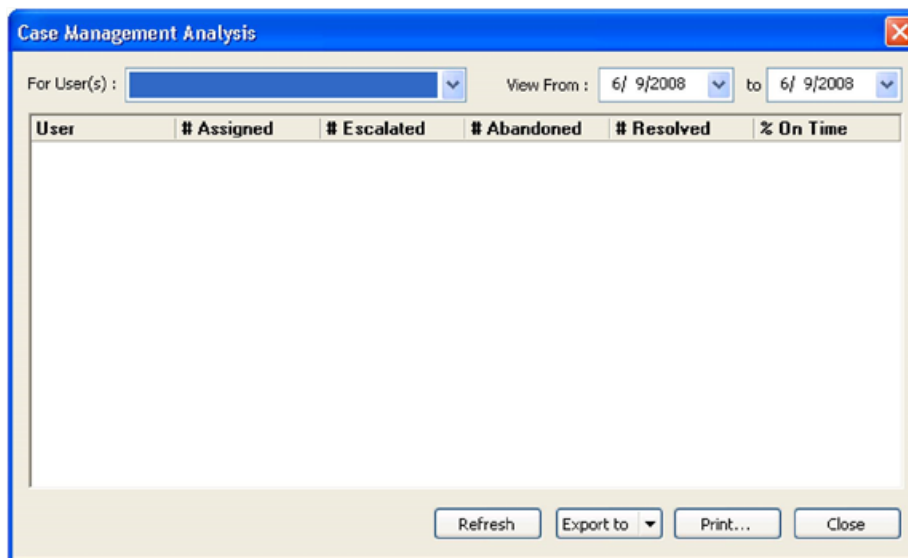 Case Management Analysis
For User(s) : View From : 6/ 9/2008 to 6/ 9/2008
User # Assigned # Escalated # Abandoned # Resolved % On Time
Refresh Export to Print... Close